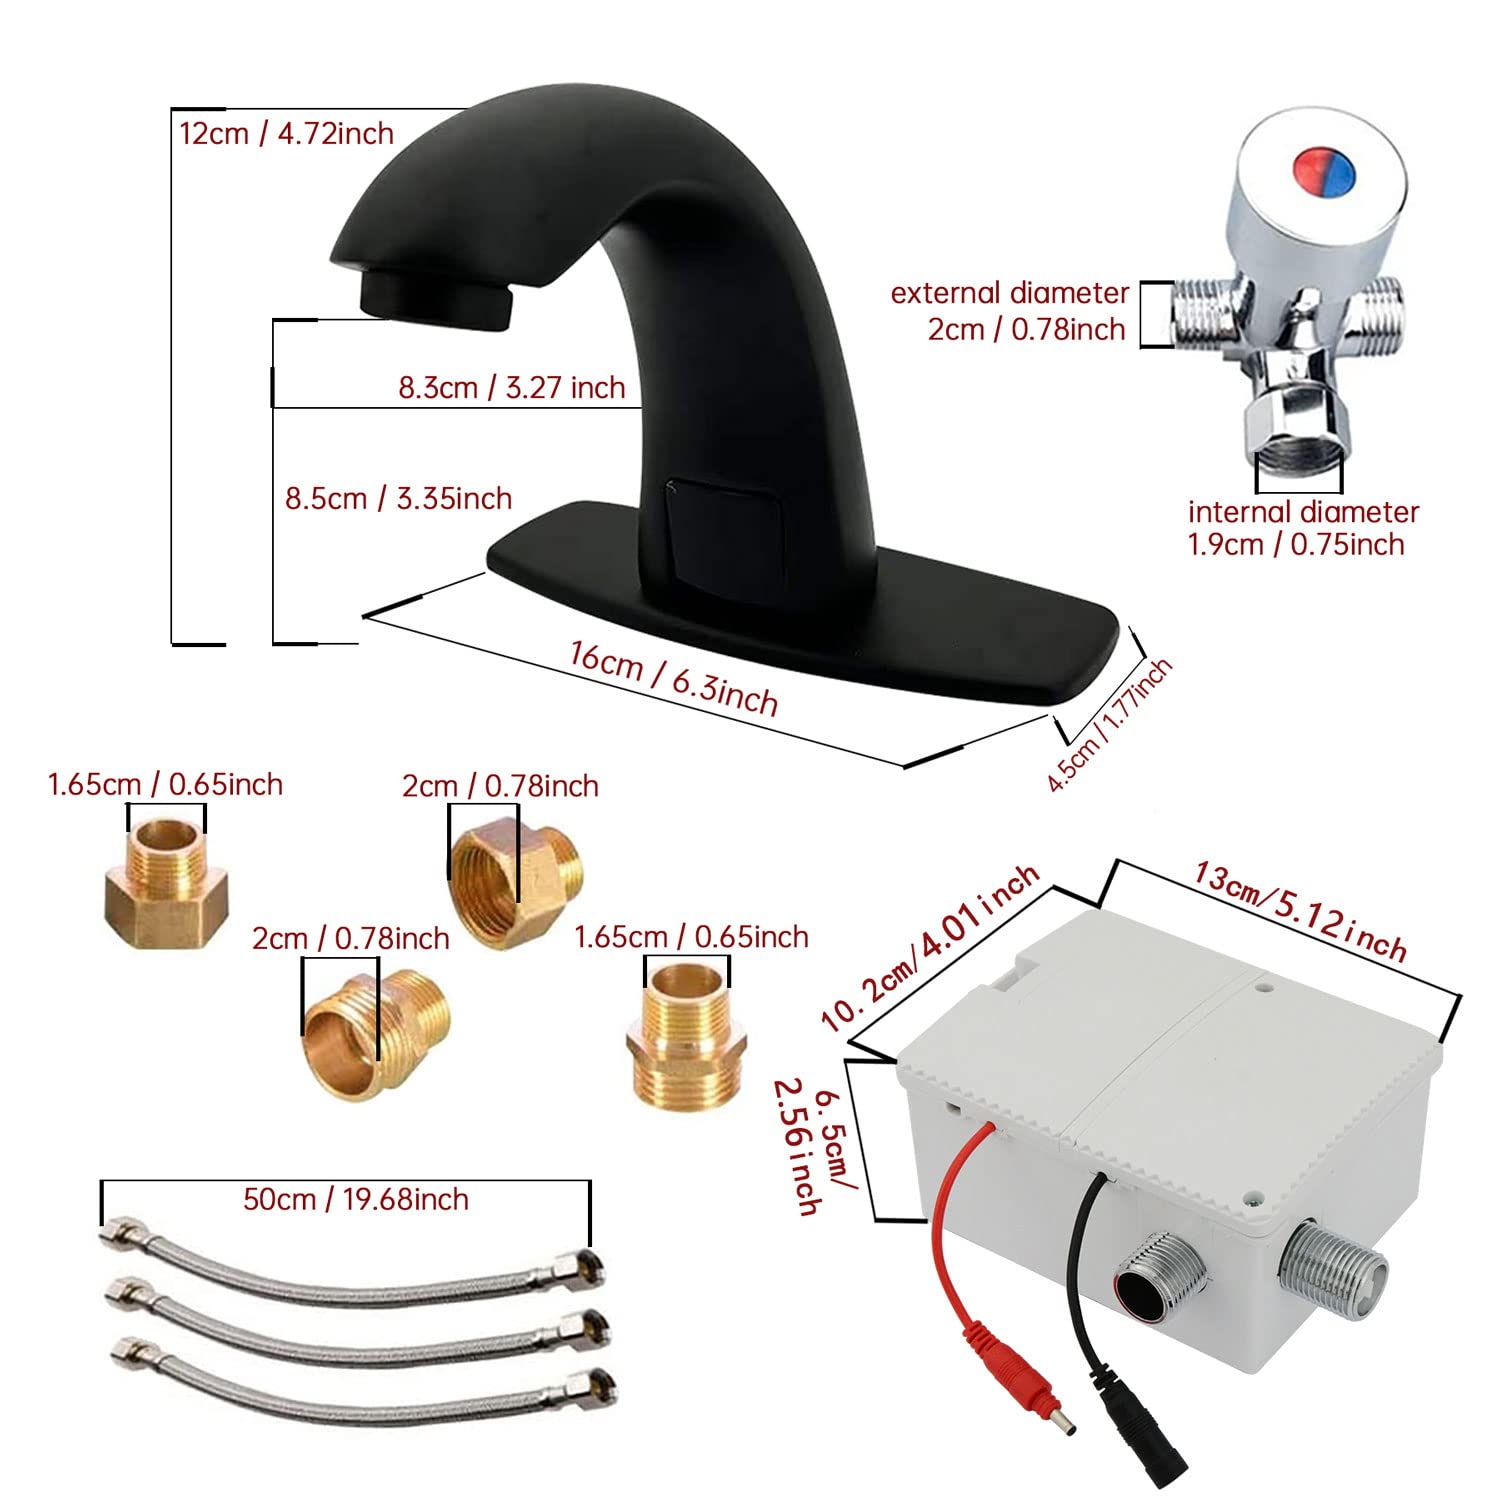 12cm / 4.72inch
external diameter
2cm / 0.78inch
8.3cm / 3.27 inch
8.5cm / 3.35inch
internal diameter
1.9cm / 0.75inch
16cm / 6.3inch
4.5cm / 1.77inch
1.65cm / 0.65inch
2cm / 0.78inch
2cm / 0.78inch
1.65cm / 0.65inch
10.2cm/4.01inch
13cm/5.12inch
6.5cm/
2.56inch
50cm / 19.68inch